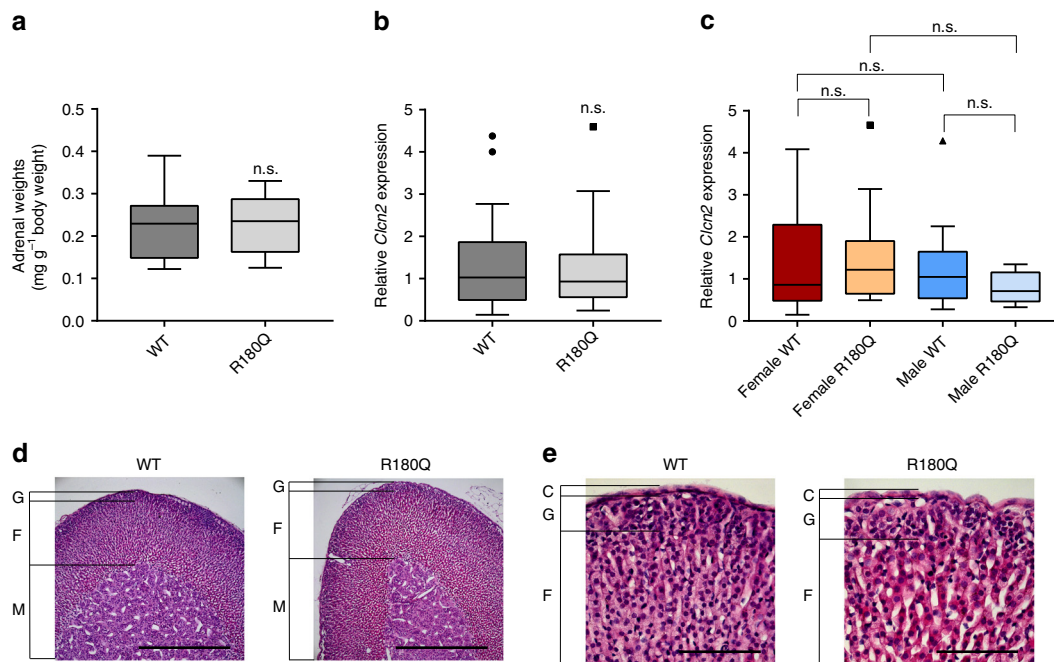 a
b
c
Adrenal weights
(mg g⁻¹ body weight)
0.5
0.4
0.3
0.2
0.1
0.0
n.s.
WT
R180Q
Relative Clcn2 expression
5
4
3
2
1
0
n.s.
WT
R180Q
Relative Clcn2 expression
5
4
3
2
1
0
n.s.
n.s.
n.s.
n.s.
Female WT
Female R180Q
Male WT
Male R180Q
d
WT
G
F
M
R180Q
G
F
M
e
WT
C
G
F
R180Q
C
G
F